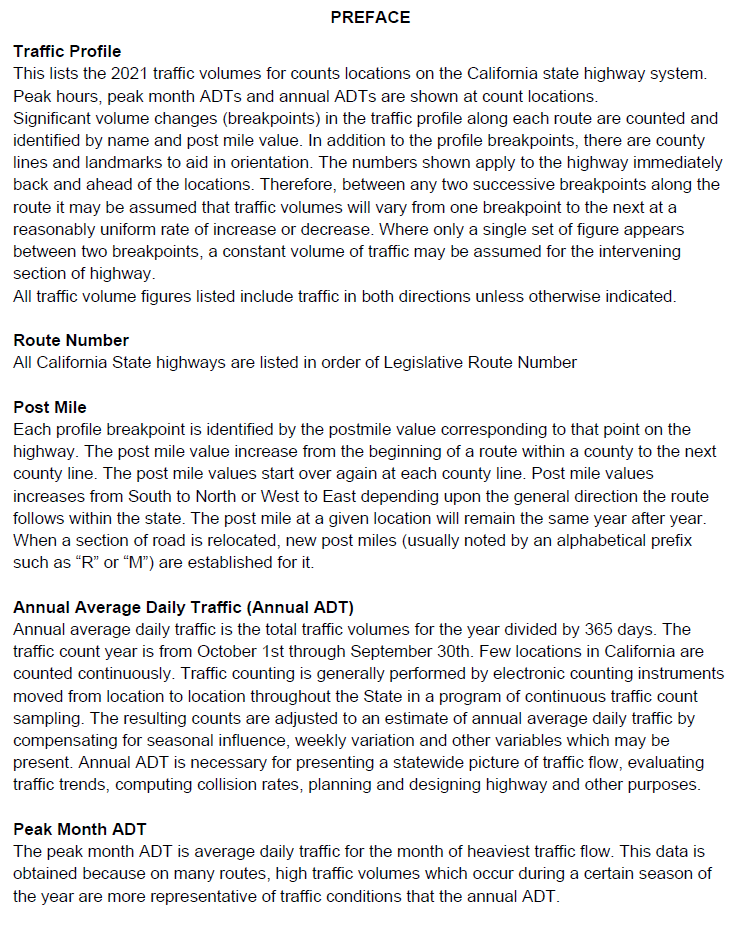 PREFACE
Traffic Profile
This lists the 2021 traffic volumes for counts locations on the California state highway system.
Peak hours, peak month ADTs and annual ADTs are shown at count locations.
Significant volume changes (breakpoints) in the traffic profile along each route are counted and
identified by name and post mile value. In addition to the profile breakpoints, there are county
lines and landmarks to aid in orientation. The numbers shown apply to the highway immediately
back and ahead of the locations. Therefore, between any two successive breakpoints along the
route it may be assumed that traffic volumes will vary from one breakpoint to the next at a
reasonably uniform rate of increase or decrease. Where only a single set of figure appears
between two breakpoints, a constant volume of traffic may be assumed for the intervening
section of highway.
All traffic volume figures listed include traffic in both directions unless otherwise indicated.
Route Number
All California State highways are listed in order of Legislative Route Number
Post Mile
Each profile breakpoint is identified by the postmile value corresponding to that point on the
highway. The post mile value increase from the beginning of a route within a county to the next
county line. The post mile values start over again at each county line. Post mile values
increases from South to North or West to East depending upon the general direction the route
follows within the state. The post mile at a given location will remain the same year after year.
When a section of road is relocated, new post miles (usually noted by an alphabetical prefix
such as “R” or “M”) are established for it.
Annual Average Daily Traffic (Annual ADT)
Annual average daily traffic is the total traffic volumes for the year divided by 365 days. The
traffic count year is from October 1st through September 30th. Few locations in California are
counted continuously. Traffic counting is generally performed by electronic counting instruments
moved from location to location throughout the State in a program of continuous traffic count
sampling. The resulting counts are adjusted to an estimate of annual average daily traffic by
compensating for seasonal influence, weekly variation and other variables which may be
present. Annual ADT is necessary for presenting a statewide picture of traffic flow, evaluating
traffic trends, computing collision rates, planning and designing highway and other purposes.
Peak Month ADT
The peak month ADT is average daily traffic for the month of heaviest traffic flow. This data is
obtained because on many routes, high traffic volumes which occur during a certain season of
the year are more representative of traffic conditions that the annual ADT.